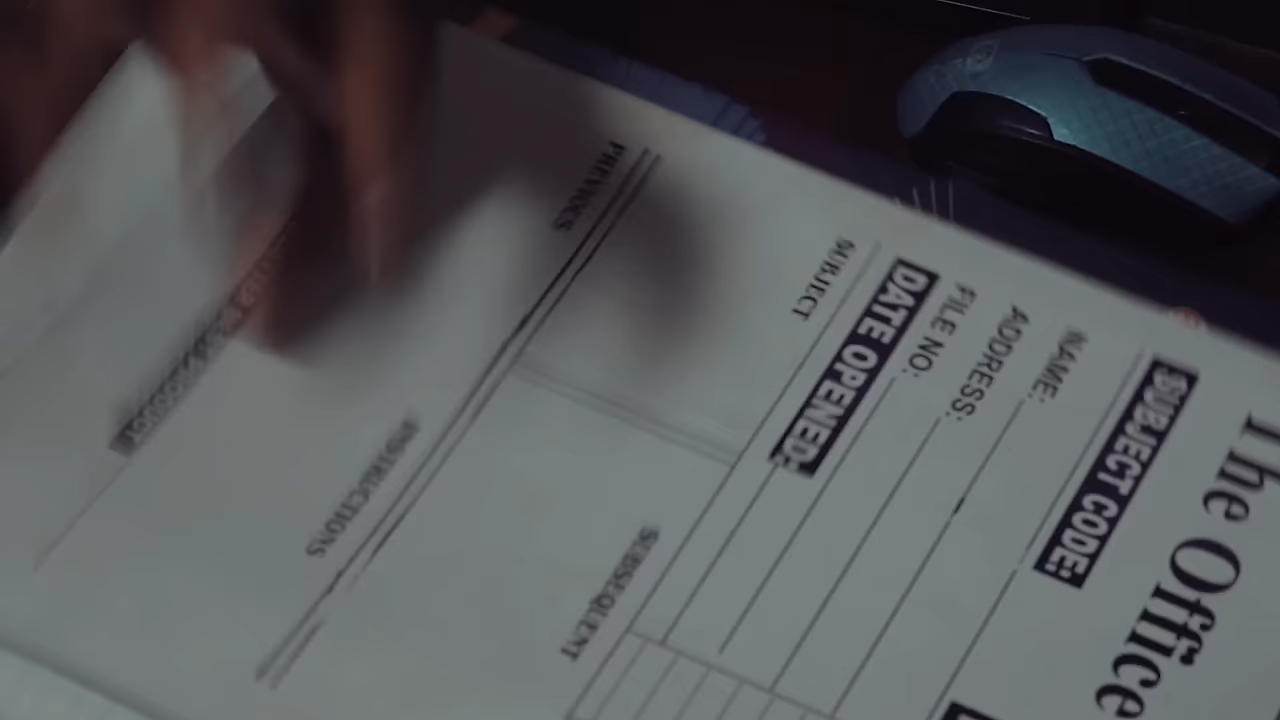 The Office
SUBJECT CODE:
NAME:
ADDRESS:
FILE NO:
DATE OPENED:
SUBJECT
SUBSEQUENT
PREVIOUS
INSTRUCTIONS